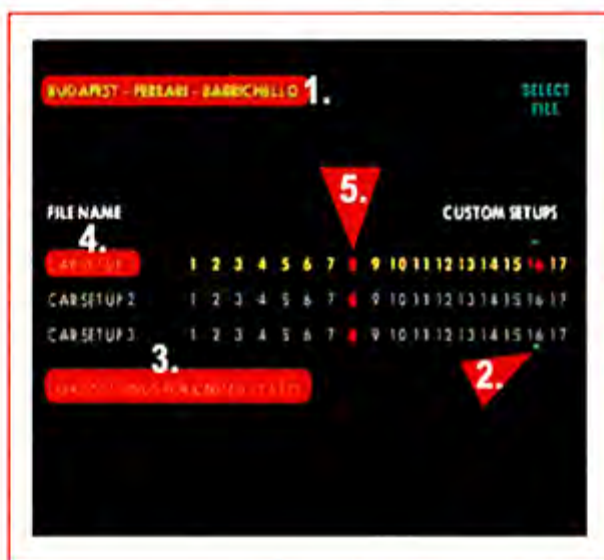 BUDAPEST - FERRARI - BARRICHELLO 1.
SELECT
FILE
5.
FILE NAME
CUSTOM SETUPS
4.
CAR SETUP 1 2 3 4 5 6 7 8 9 10 11 12 13 14 15 16 17
CAR SETUP 2 1 2 3 4 5 6 7 8 9 10 11 12 13 14 15 16 17
CAR SETUP 3 1 2 3 4 5 6 7 8 9 10 11 12 13 14 15 16 17
3.
2.